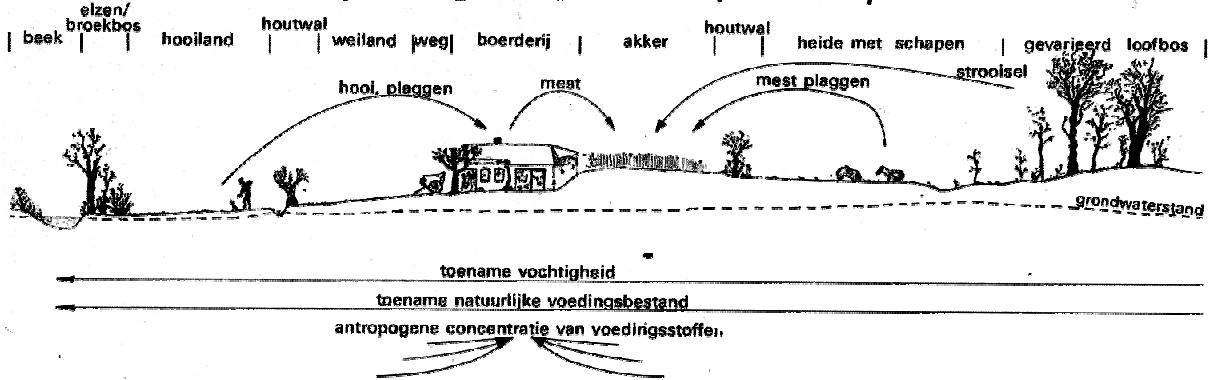 elzen/
broekbos
beek
hooiland
houtwal
weiland
weg
boerderij
akker
houtwal
heide met schapen
gevarieerd loofbos
hooi, plaggen
mest
mest plaggen
strooisel
grondwaterstand
toename vochtigheid
toename natuurlijke voedingsbestand
antropogene concentratie van